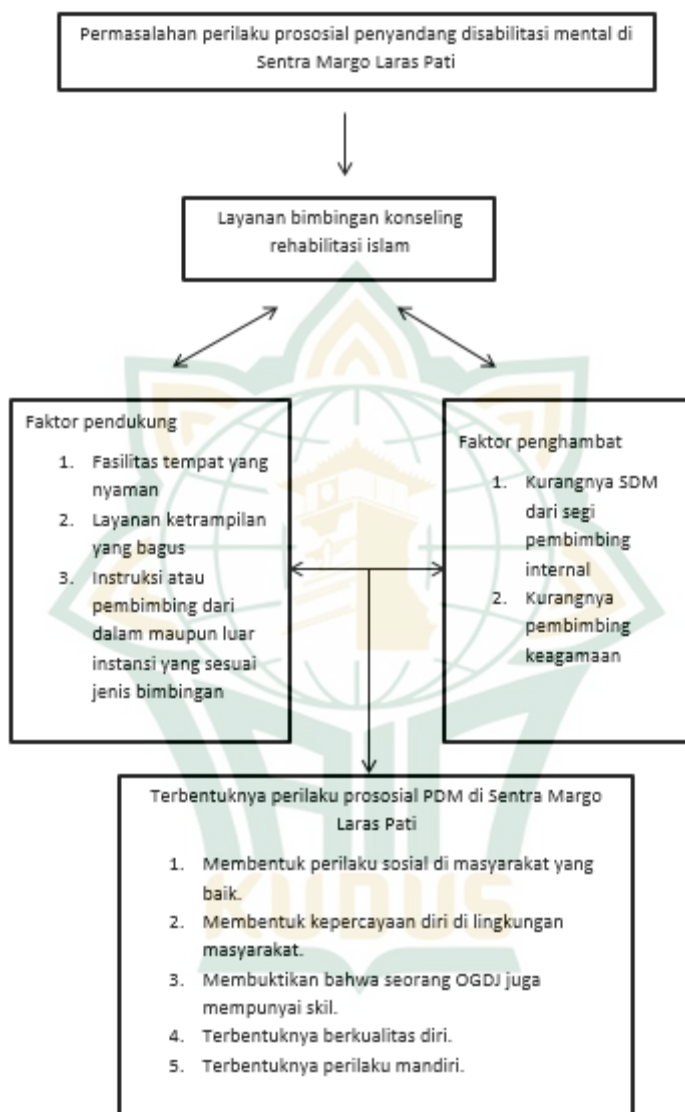 Permasalahan perilaku prososial penyandang disabilitas mental di
Sentra Margo Laras Pati
Layanan bimbingan konseling
rehabilitasi islam
Faktor pendukung
1. Fasilitas tempat yang
nyaman
2. Layanan ketrampilan
yang bagus
3. Instruksi atau
pembimbing dari
dalam maupun luar
instansi yang sesuai
jenis bimbingan
Faktor penghambat
1. Kurangnya SDM
dari segi
pembimbing
internal
2. Kurangnya
pembimbing
keagamaan
Terbentuknya perilaku prososial PDM di Sentra Margo
Laras Pati
1. Membentuk perilaku sosial di masyarakat yang
baik.
2. Membentuk kepercayaan diri di lingkungan
masyarakat.
3. Membuktikan bahwa seorang OGDJ juga
mempunyai skil.
4. Terbentuknya berkualitas diri.
5. Terbentuknya perilaku mandiri.
KUDUS